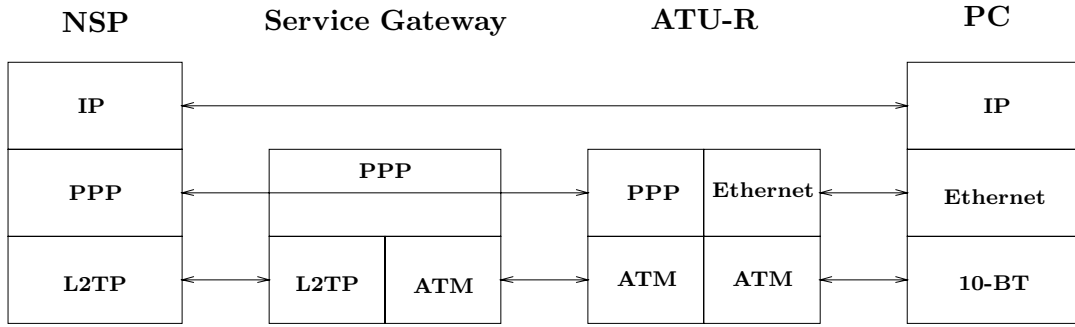 NSP Service Gateway ATU-R PC
IP IP
PPP
PPP PPP Ethernet Ethernet
L2TP L2TP ATM ATM ATM 10-BT